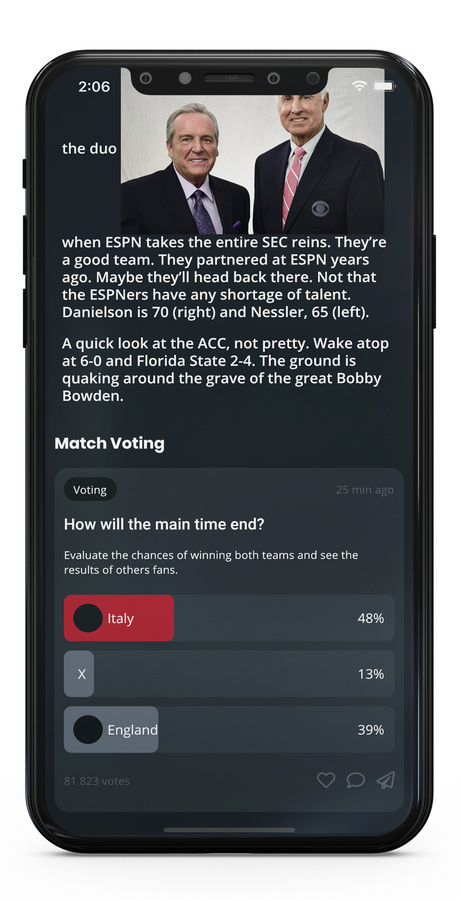 2:06
the duo
when ESPN takes the entire SEC reins. They're
a good team. They partnered at ESPN years
ago. Maybe they'll head back there. Not that
the ESPNers have any shortage of talent.
Danielson is 70 (right) and Nessler, 65 (left).
A quick look at the ACC, not pretty. Wake atop
at 6-0 and Florida State 2-4. The ground is
quaking around the grave of the great Bobby
Bowden.
Match Voting
Voting
25 min ago
How will the main time end?
Evaluate the chances of winning both teams and see the
results of others fans.
Italy
48%
X
13%
England
39%
81 823 votes